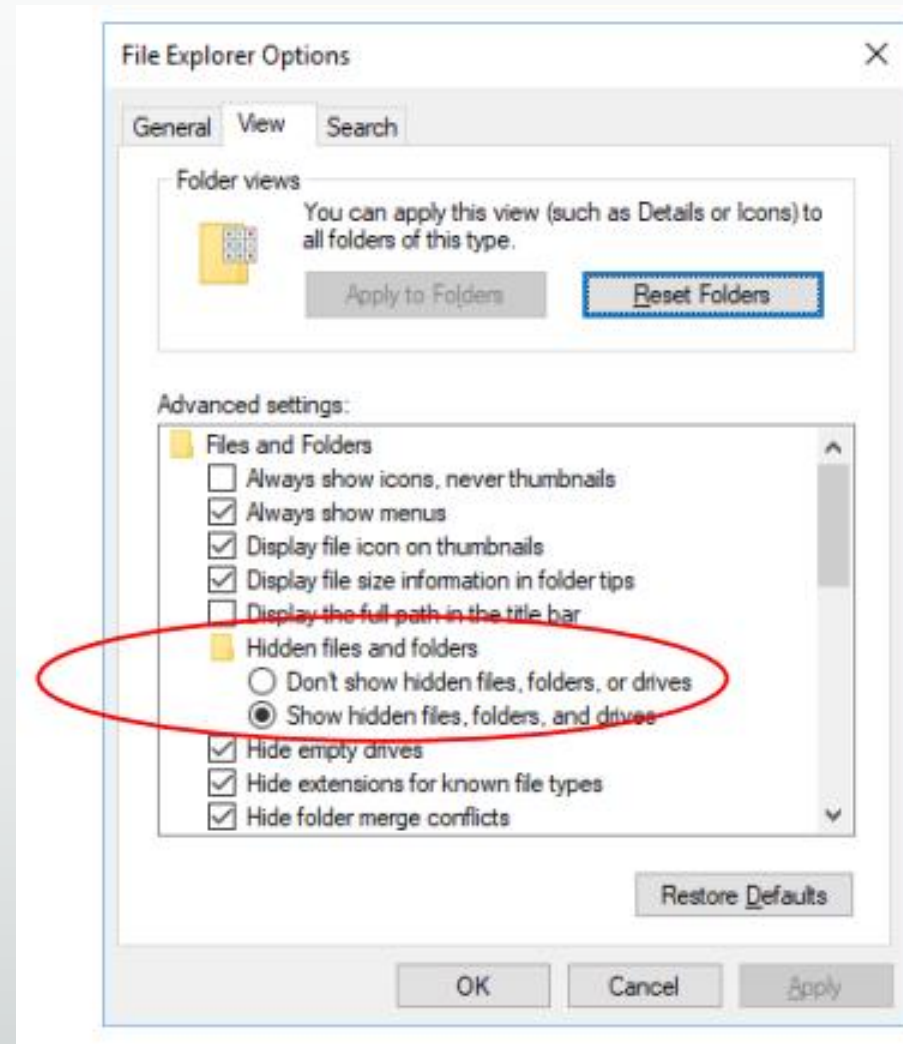 File Explorer Options
General View Search
Folder views
You can apply this view (such as Details or Icons) to
all folders of this type.
Apply to Folders Reset Folders
Advanced settings:
Files and Folders
Always show icons, never thumbnails
Always show menus
Display file icon on thumbnails
Display file size information in folder tips
Display the full path in the title bar
Hidden files and folders
Don't show hidden files, folders, or drives
Show hidden files, folders, and drives
Hide empty drives
Hide extensions for known file types
Hide folder merge conflicts
Restore Defaults
OK Cancel Apply